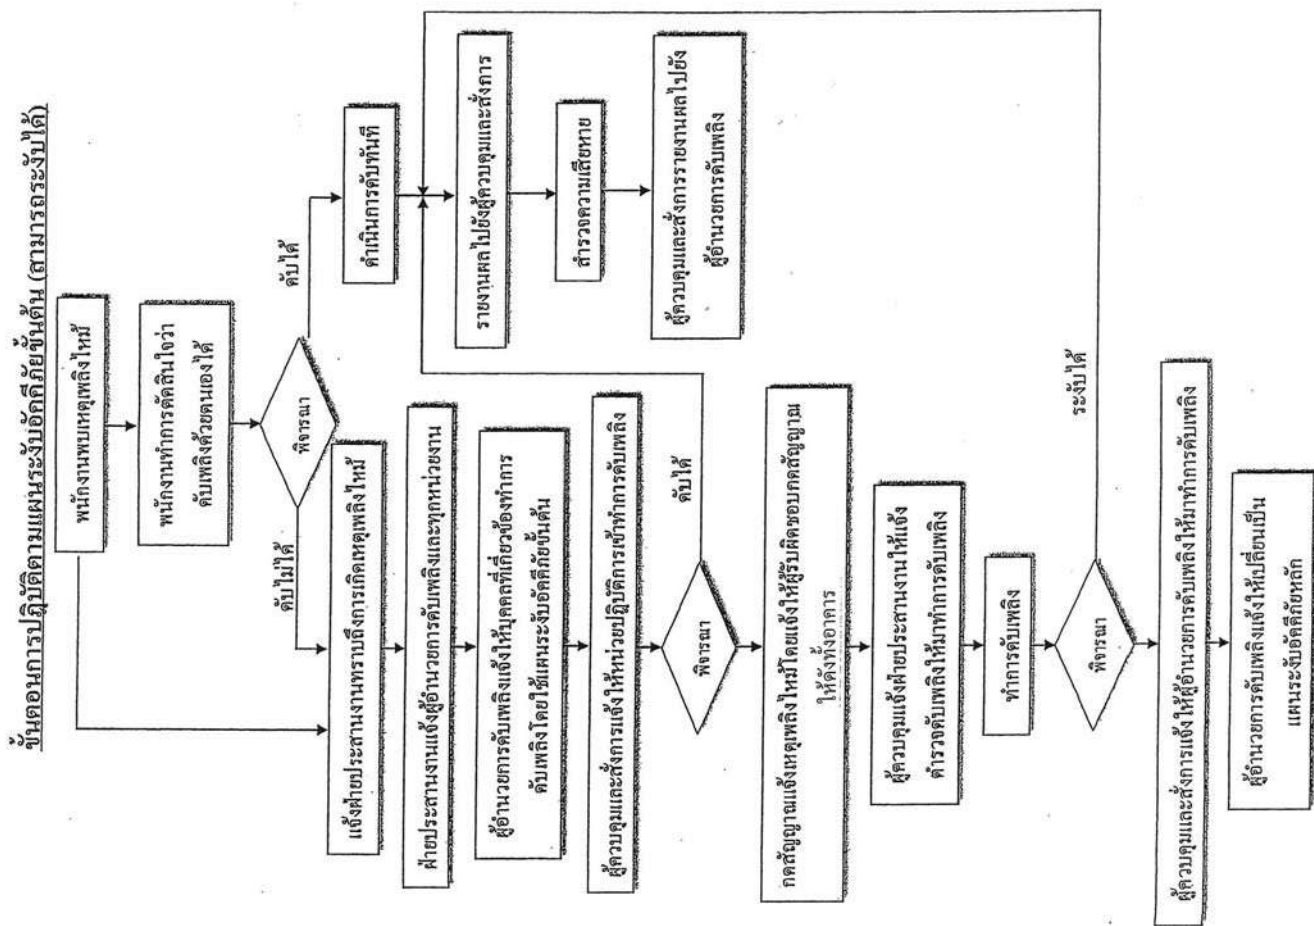 ขั้นตอนการปฏิบัติตามแผนระงับอัคคีภัยขั้นต้น (สามารถระงับได้)
พนักงานพบเหตุเพลิงไหม้
พนักงานทำการตัดสินใจว่า
ดับเพลิงด้วยตนเองได้
พิจารณา
ดับได้
ดับไม่ได้
ดำเนินการดับทันที
รายงานผลไปยังผู้ควบคุมและสั่งการ
สำรวจความเสียหาย
ผู้ควบคุมและสั่งการรายงานผลไปยัง
ผู้อำนวยการดับเพลิง
แจ้งฝ่ายประสานงานทราบถึงการเกิดเหตุเพลิงไหม้
ฝ่ายประสานงานแจ้งผู้อำนวยการดับเพลิงและทุกหน่วยงาน
ผู้อำนวยการดับเพลิงแจ้งให้บุคคลที่เกี่ยวข้องทำการ
ดับเพลิงโดยใช้แผนระงับอัคคีภัยขั้นต้น
ผู้ควบคุมและสั่งการแจ้งให้หน่วยปฏิบัติการเข้าทำการดับเพลิง
พิจารณา
ดับได้
กดสัญญาณแจ้งเหตุเพลิงไหม้โดยแจ้งให้ผู้รับผิดชอบกดสัญญาณ
ให้ดังทั้งอาคาร
ผู้ควบคุมแจ้งฝ่ายประสานงานให้แจ้ง
ตำรวจดับเพลิงให้มาทำการดับเพลิง
ทำการดับเพลิง
พิจารณา
ระงับได้
ผู้ควบคุมและสั่งการแจ้งให้ผู้อำนวยการดับเพลิงให้มาทำการดับเพลิง
ผู้อำนวยการดับเพลิงแจ้งให้เปลี่ยนเป็น
แผนระงับอัคคีภัยหลัก